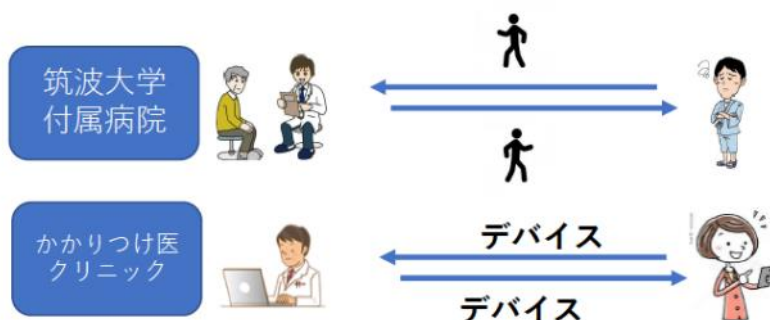 筑波大学
付属病院
かかりつけ医
クリニック
デバイス
デバイス